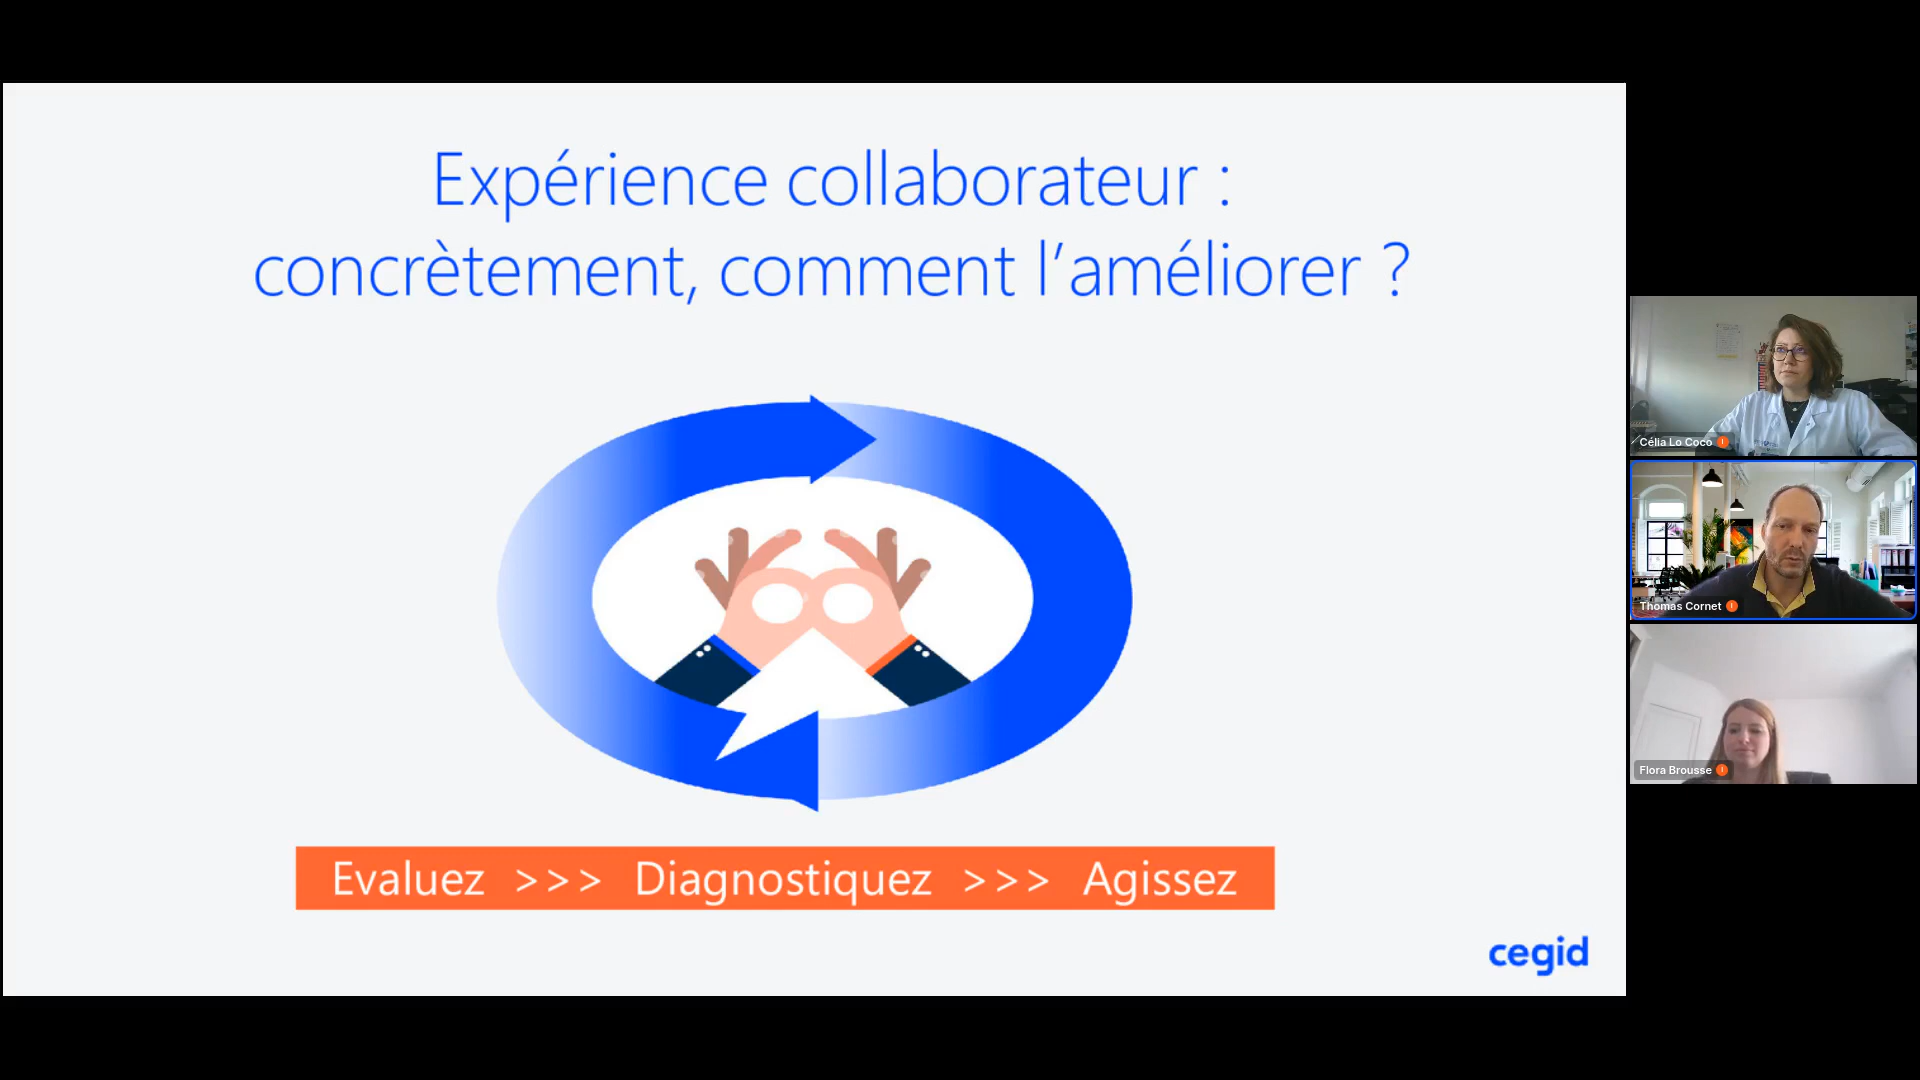 Expérience collaborateur :
concrètement, comment l’améliorer ?
Evaluez >>> Diagnostiquez >>> Agissez
cegid
Célia Lo Coco
Thomas Cornet
Flora Brousse